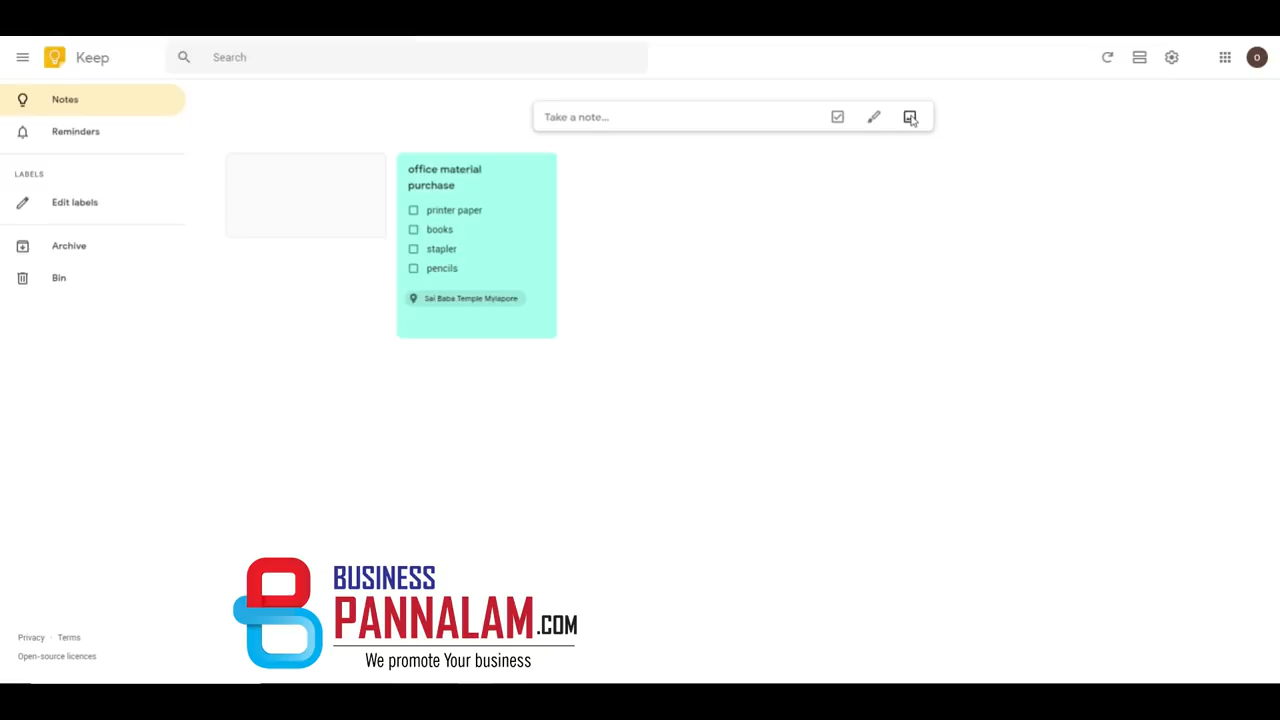 Keep
Search
Notes
Reminders
LABELS
Edit labels
Archive
Bin
Take a note...
office material
purchase
printer paper
books
stapler
pencils
Sai Baba Temple Mylapore
O
Privacy · Terms
Open-source licences
BUSINESS
PANNALAM.COM
We promote Your business